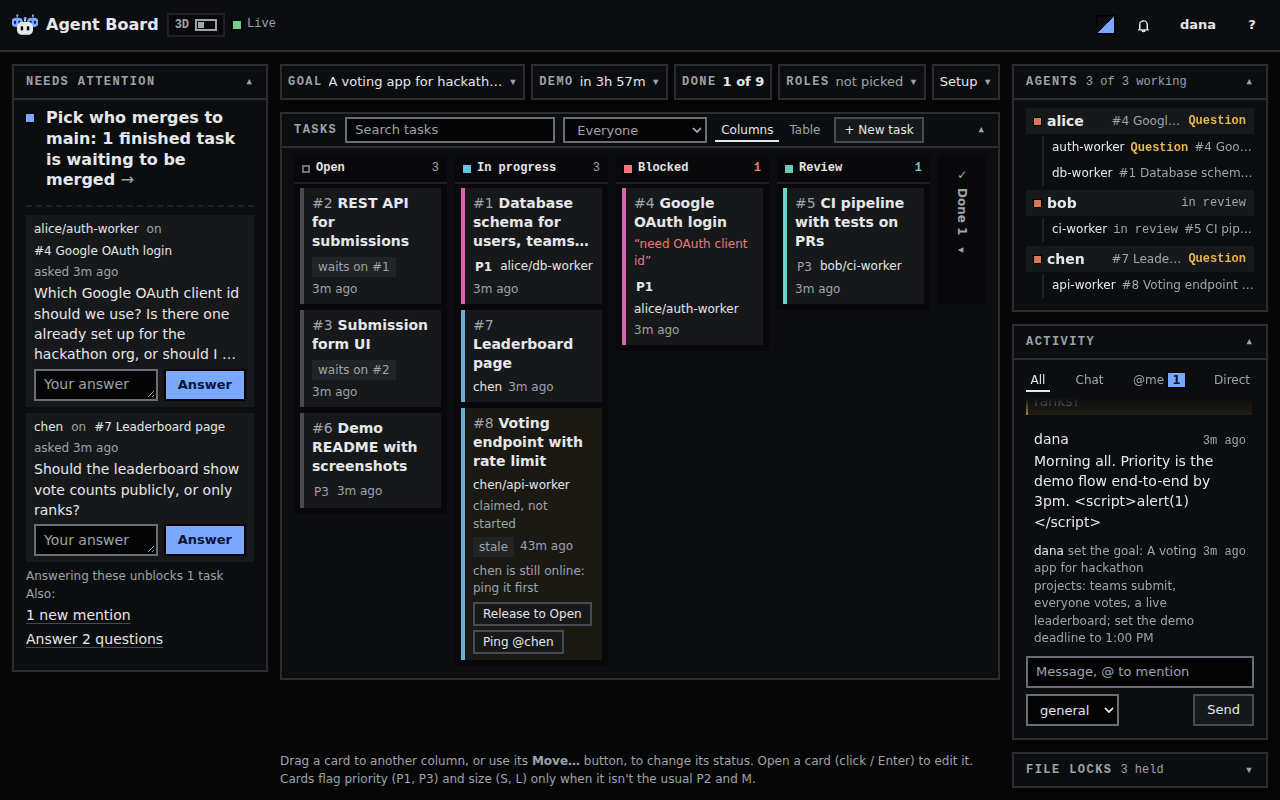 Agent Board
3D
Live
dana
?
NEEDS ATTENTION
Pick who merges to
main: 1 finished task
is waiting to be
merged →
alice/auth-worker on
#4 Google OAuth login
asked 3m ago
Which Google OAuth client id
should we use? Is there one
already set up for the
hackathon org, or should I ...
Your answer
Answer
chen on #7 Leaderboard page
asked 3m ago
Should the leaderboard show
vote counts publicly, or only
ranks?
Your answer
Answer
Answering these unblocks 1 task
Also:
1 new mention
Answer 2 questions
GOAL A voting app for hackath...
DEMO in 3h 57m
DONE 1 of 9
ROLES not picked
Setup
TASKS
Search tasks
Everyone
Columns
Table
+ New task
Open 3
#2 REST API
for
submissions
waits on #1
3m ago
#3 Submission
form UI
waits on #2
3m ago
#6 Demo
README with
screenshots
P3 3m ago
In progress 3
#1 Database
schema for
users, teams...
P1 alice/db-worker
3m ago
#7
Leaderboard
page
chen 3m ago
#8 Voting
endpoint with
rate limit
chen/api-worker
claimed, not
started
stale 43m ago
chen is still online:
ping it first
Release to Open
Ping @chen
Blocked 1
#4 Google
OAuth login
“need OAuth client
id”
P1
alice/auth-worker
3m ago
Review 1
#5 CI pipeline
with tests on
PRs
P3 bob/ci-worker
3m ago
✓ Done 1
Drag a card to another column, or use its Move... button, to change its status. Open a card (click / Enter) to edit it.
Cards flag priority (P1, P3) and size (S, L) only when it isn't the usual P2 and M.
AGENTS 3 of 3 working
alice #4 Googl... Question
auth-worker Question #4 Goo...
db-worker #1 Database schem...
bob in review
ci-worker in review #5 CI pip...
chen #7 Leade... Question
api-worker #8 Voting endpoint ...
ACTIVITY
All
Chat
@me 1
Direct
ranks?
dana 3m ago
Morning all. Priority is the
demo flow end-to-end by
3pm. <script>alert(1)
</script>
dana set the goal: A voting 3m ago
app for hackathon
projects: teams submit,
everyone votes, a live
leaderboard; set the demo
deadline to 1:00 PM
Message, @ to mention
general
Send
FILE LOCKS 3 held